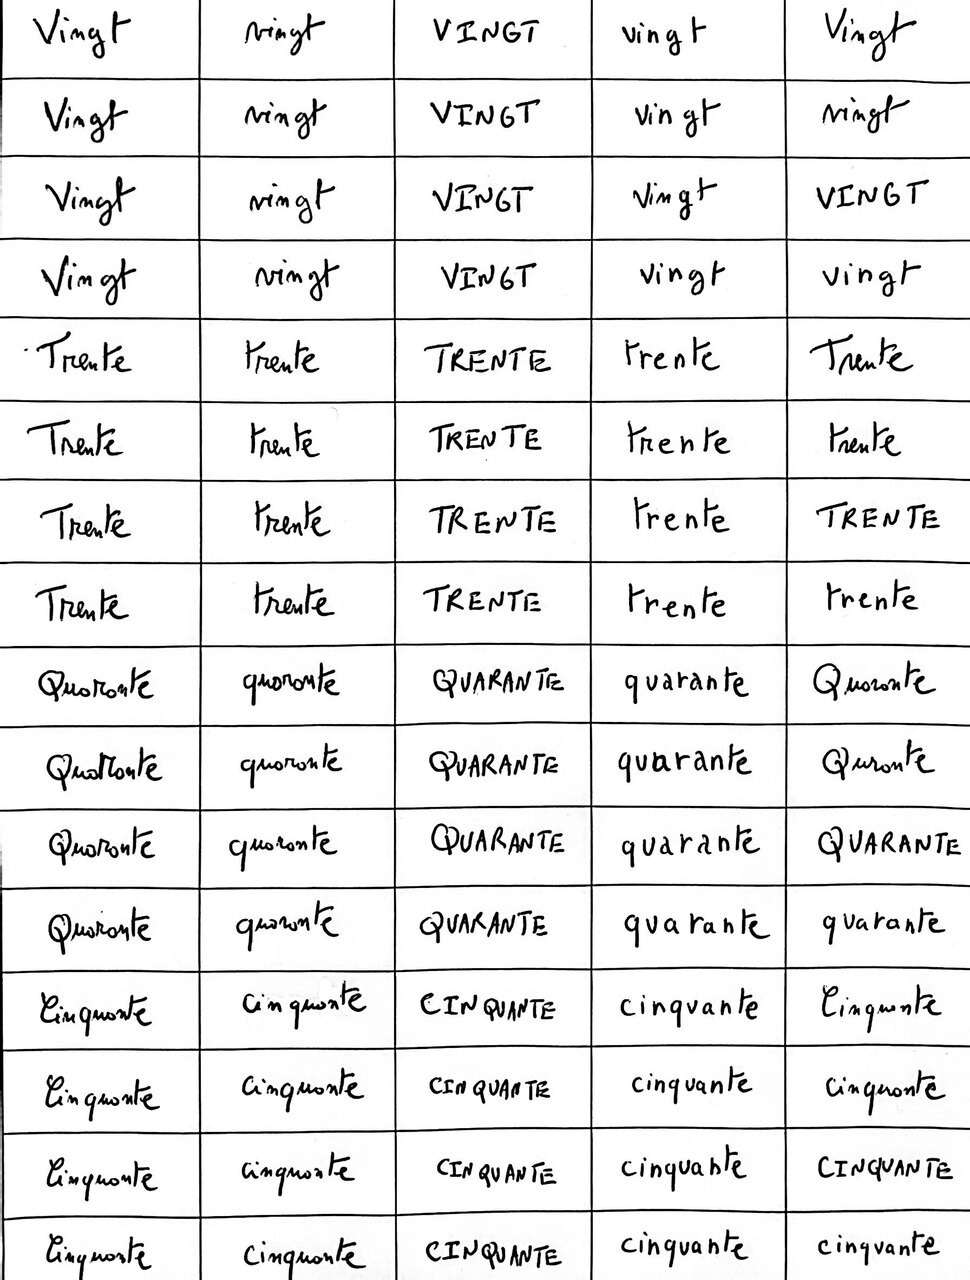 Vingt vingt VINGT vingt Vingt
Vingt vingt VINGT vingt vingt
Vingt vingt VINGT Vingt VINGT
Vingt vingt VINGT vingt vingt
Trente trente TRENTE trente Trente
Trente trente TRENTE trente trente
Trente trente TRENTE trente TRENTE
Trente trente TRENTE trente trente
Quarante quarante QUARANTE quarante Quarante
Quarante quarante QUARANTE quarante Quarante
Quarante quarante QUARANTE quarante QUARANTE
Quarante quarante QUARANTE quarante quarante
Cinquante cinquante CINQUANTE cinquante Cinquante
Cinquante cinquante CINQUANTE cinquante cinquante
Cinquante cinquante CINQUANTE cinquante CINQUANTE
Cinquante cinquante CINQUANTE cinquante cinquante